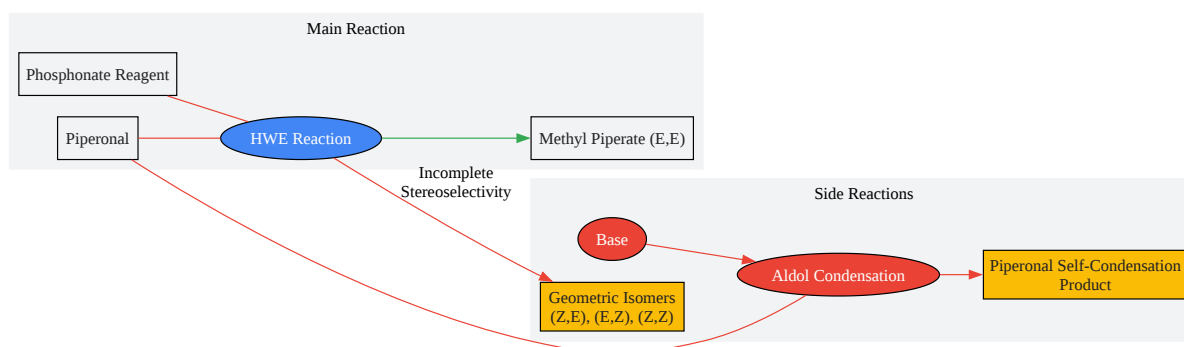 Main Reaction
Phosphonate Reagent
Piperonal
HWE Reaction
Methyl Piperate (E,E)
Incomplete
Stereoselectivity
Side Reactions
Base
Aldol Condensation
Piperonal Self-Condensation
Product
Geometric Isomers
(Z,E), (E,Z), (Z,Z)